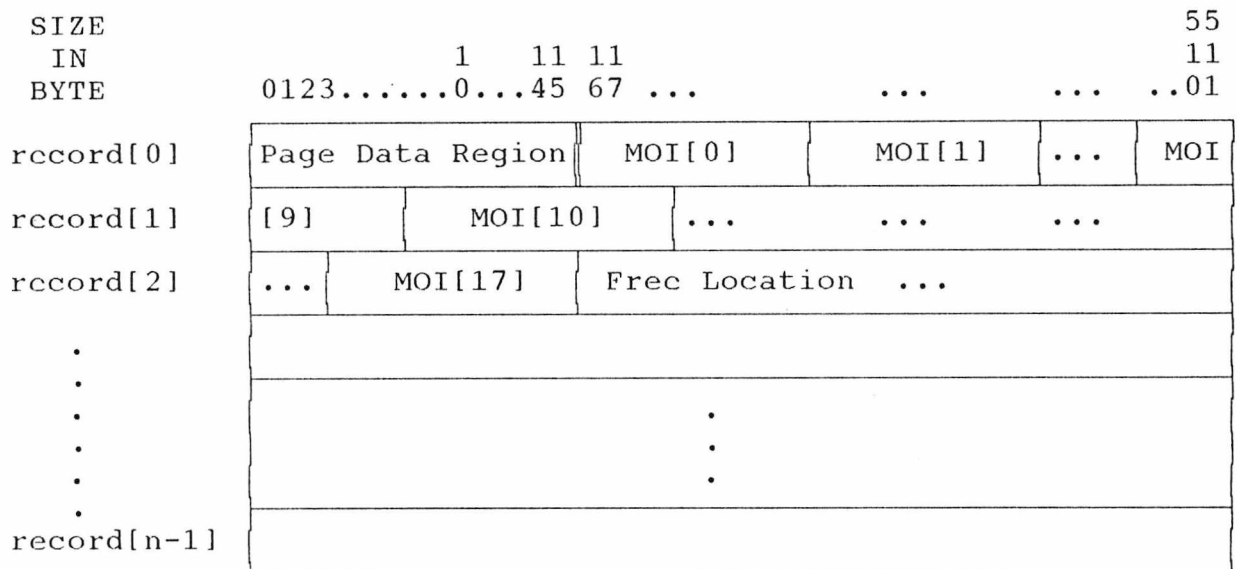 SIZE 55
IN 1 11 11 11
BYTE 0123......0...45 67 ... ... ... ..01
rccord[0] Page Data Region MOI[0] MOI[1] ... MOI
rccord[1] [9] MOI[10] ... ... ...
rccord[2] ... MOI[17] Frec Location ...
record[n-1]